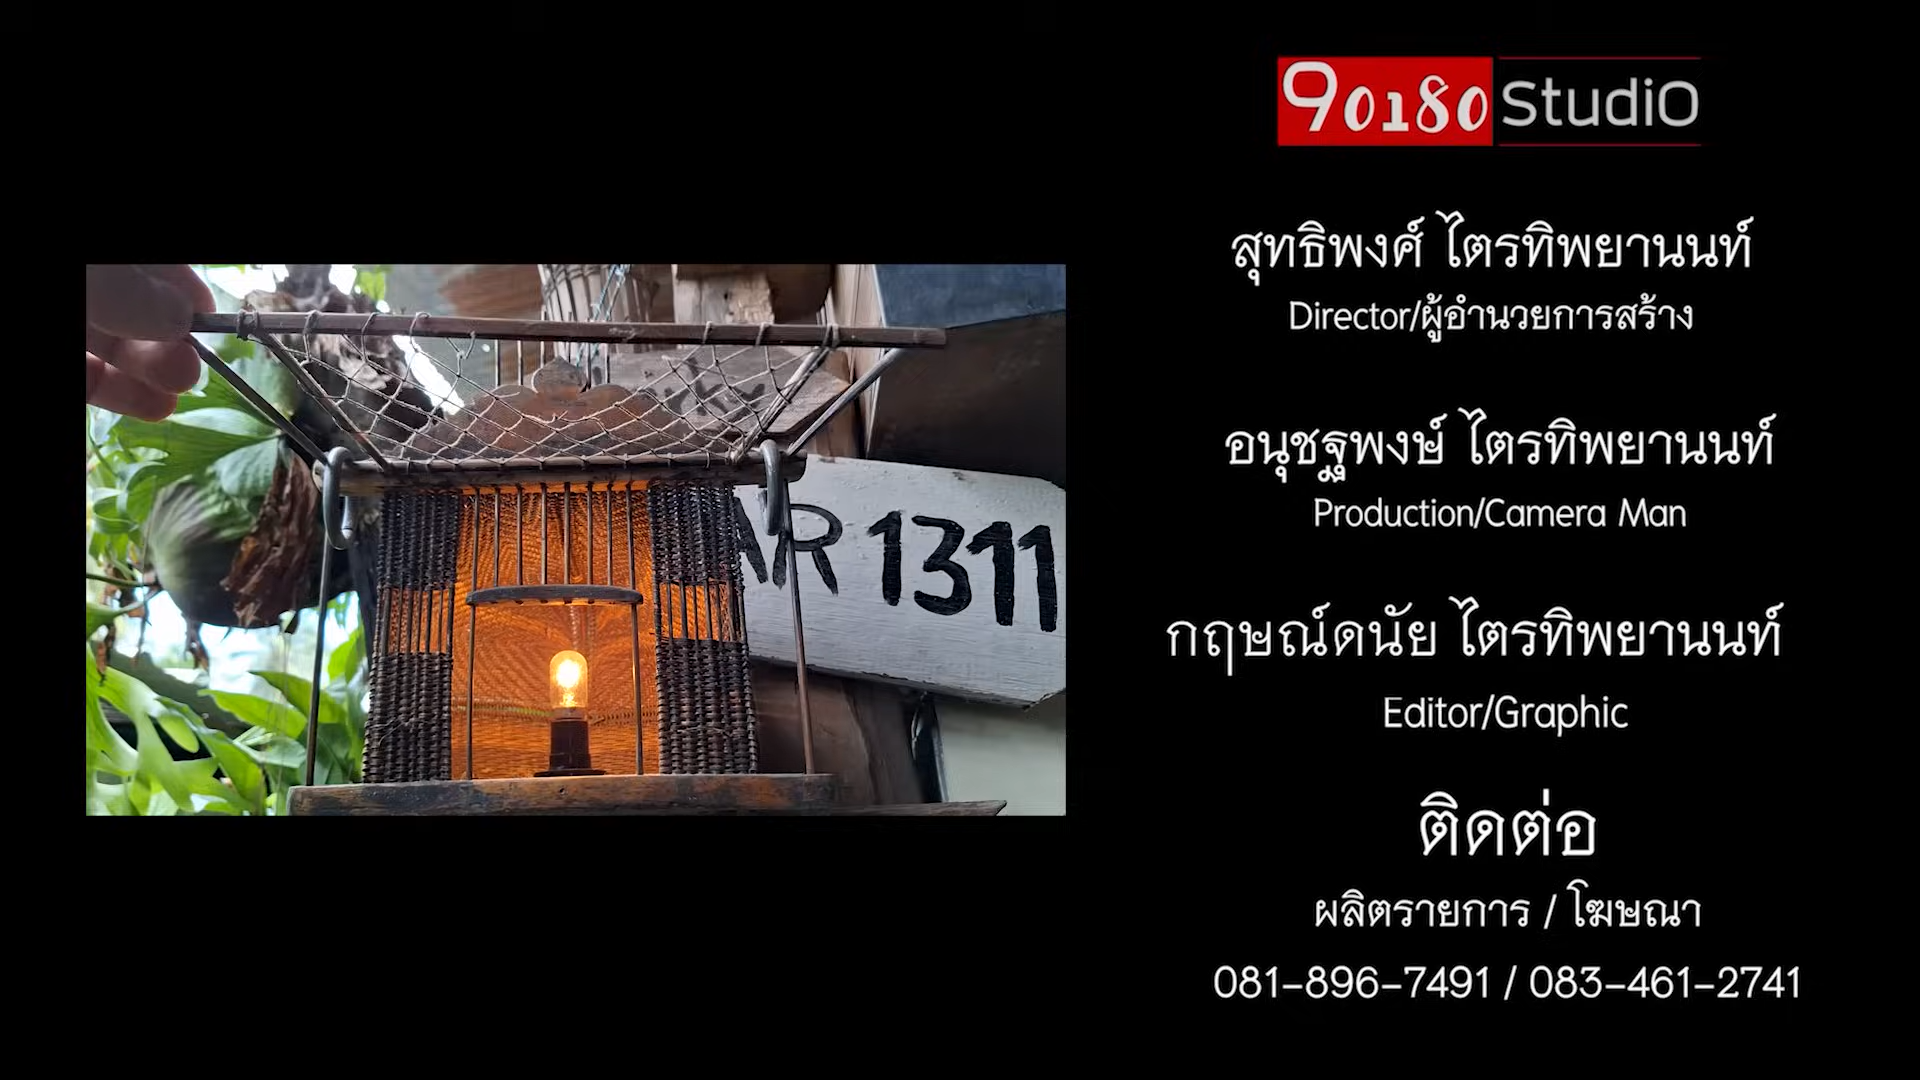 90180 Studio
สุทธิพงศ์ ไตรทิพยานนท์
Director/ผู้อำนวยการสร้าง
อนุชฐพงษ์ ไตรทิพยานนท์
Production/Camera Man
กฤษณ์ดนัย ไตรทิพยานนท์
Editor/Graphic
ติดต่อ
ผลิตรายการ / โฆษณา
081-896-7491 / 083-461-2741
AR 1311